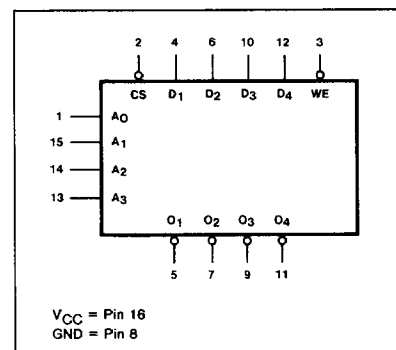 2 4 6 10 12 3
CS D1 D2 D3 D4 WE
1 A0
15 A1
14 A2
13 A3
O1 O2 O3 O4
5 7 9 11
VCC = Pin 16
GND = Pin 8